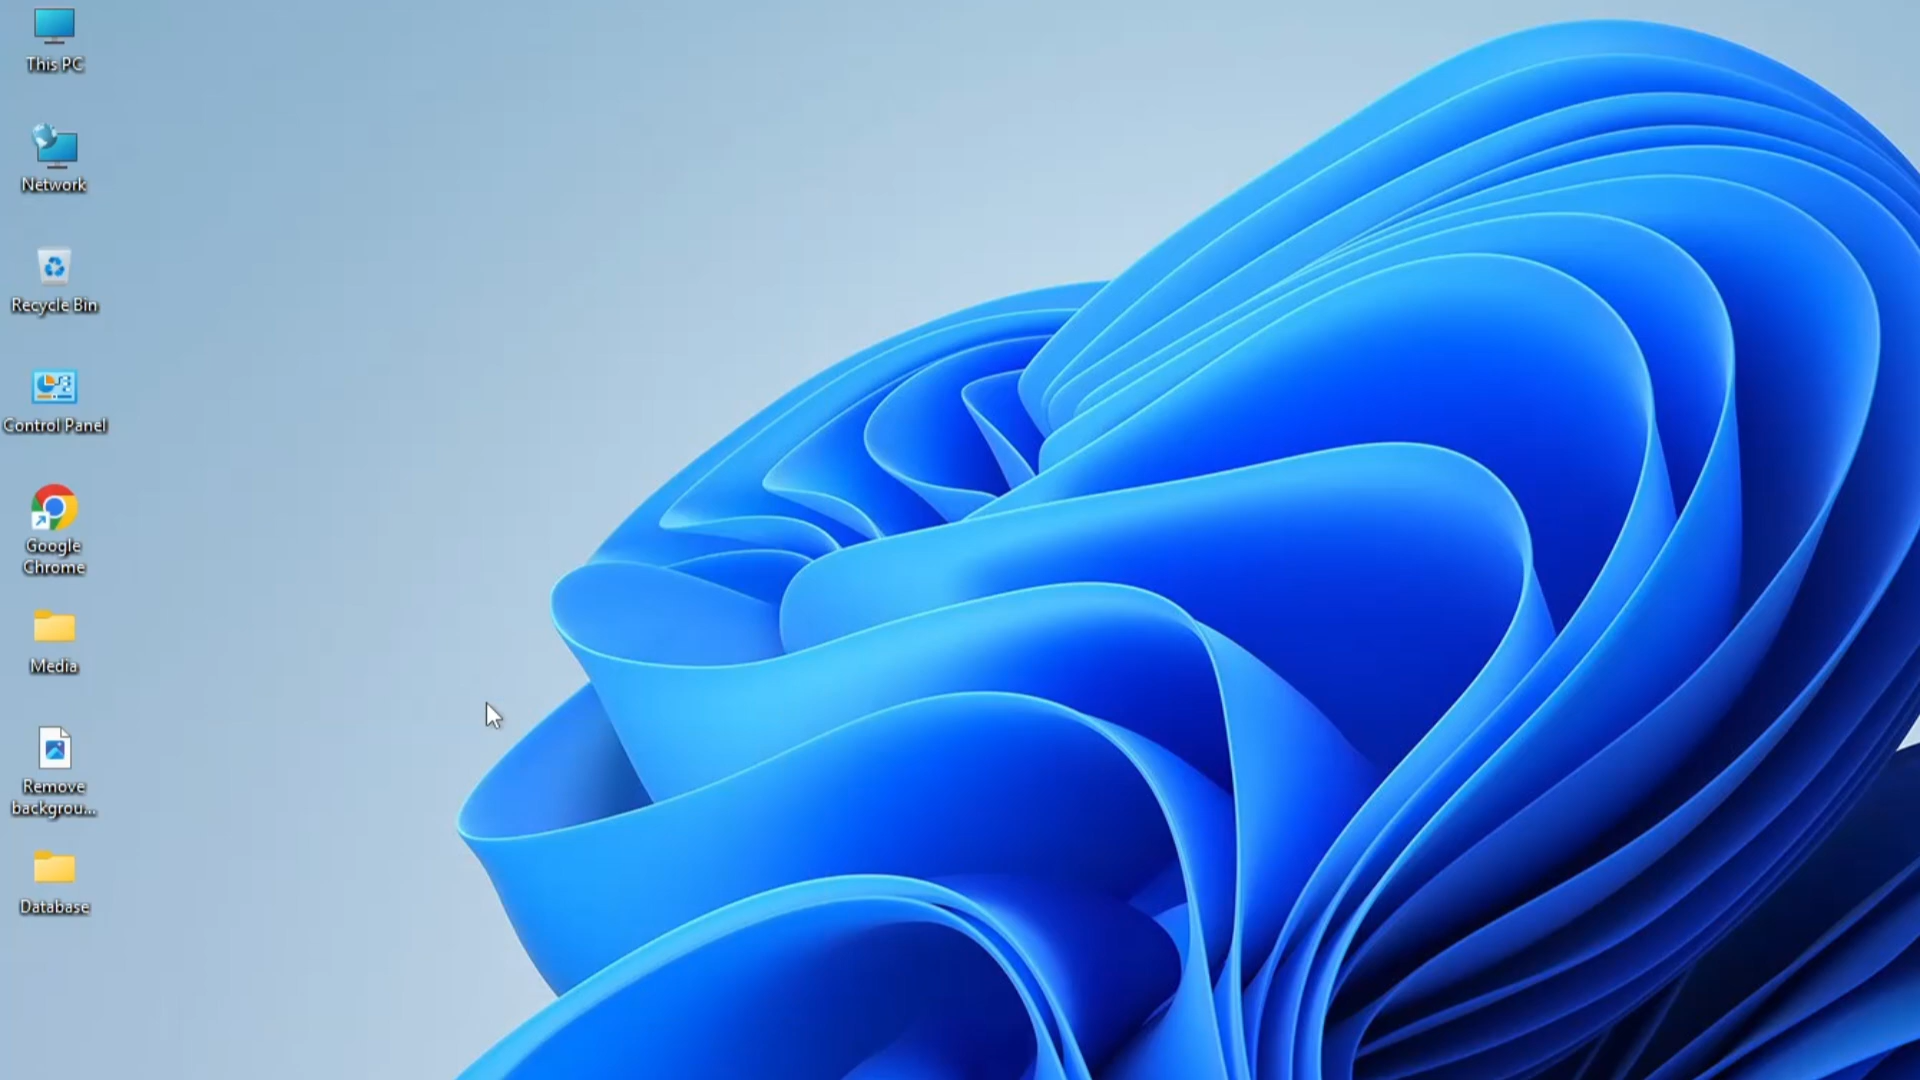 This PC
Network
Recycle Bin
Control Panel
Google
Chrome
Media
Remove
backgrou...
Database